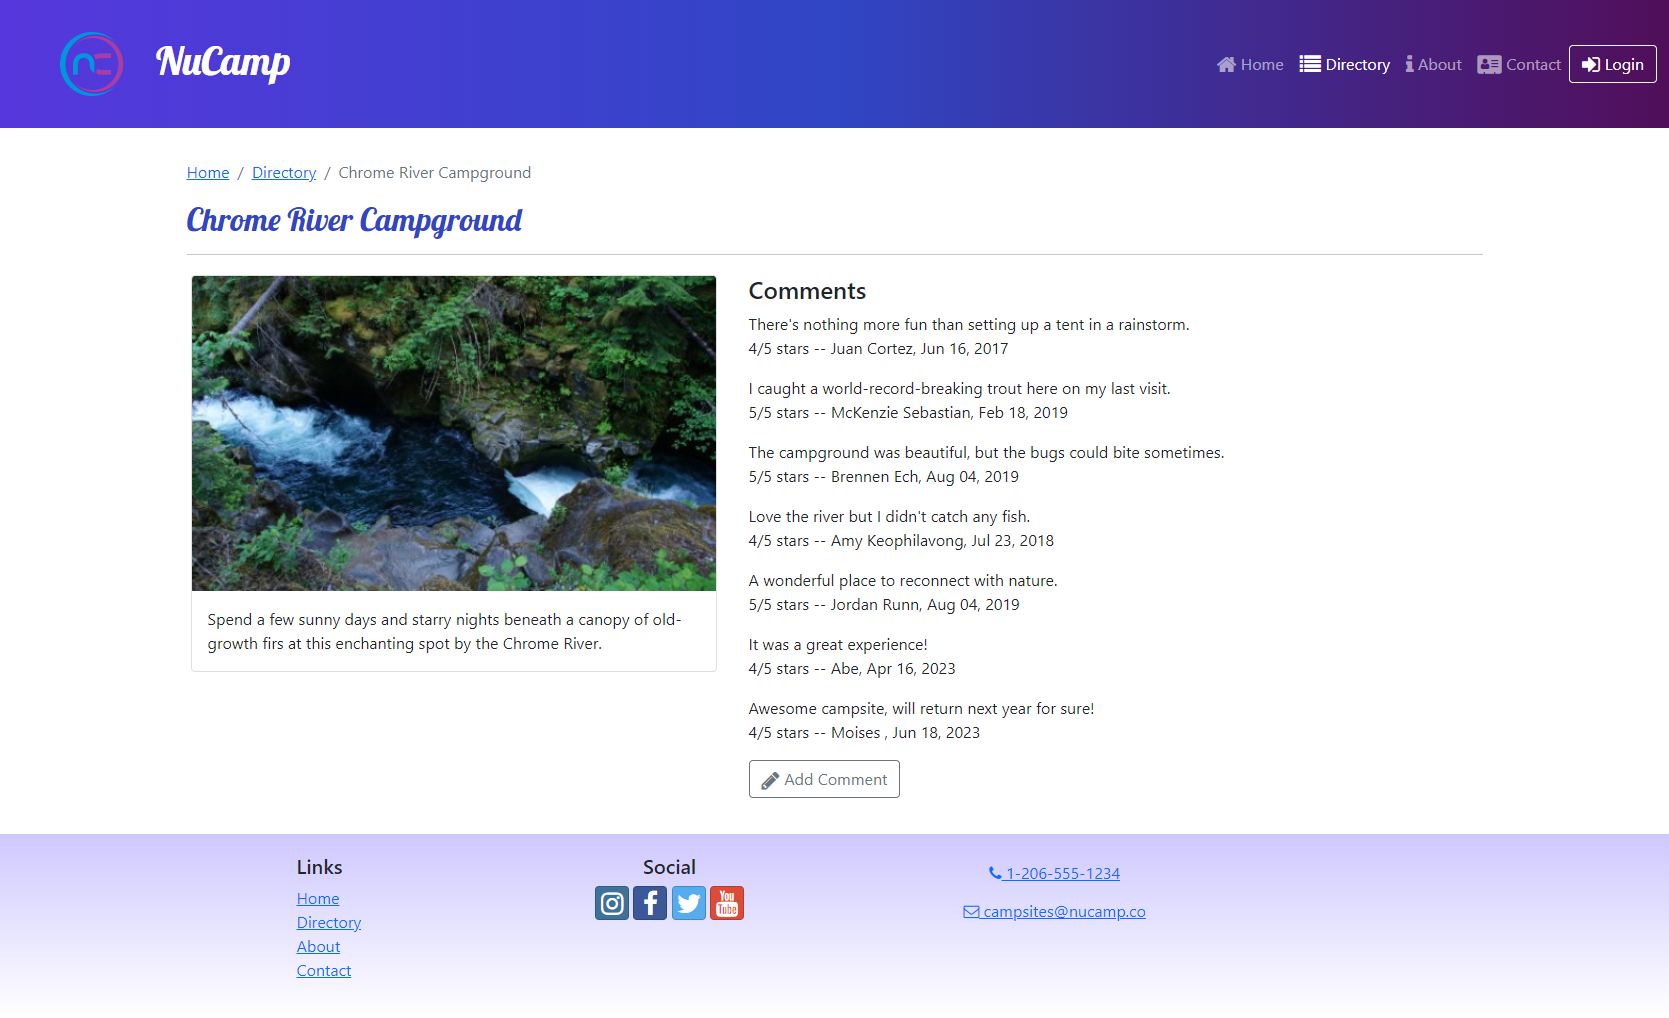 NuCamp
Home
Directory
About
Contact
Login
Home / Directory / Chrome River Campground
Chrome River Campground
Spend a few sunny days and starry nights beneath a canopy of old-
growth firs at this enchanting spot by the Chrome River.
Comments
There's nothing more fun than setting up a tent in a rainstorm.
4/5 stars -- Juan Cortez, Jun 16, 2017
I caught a world-record-breaking trout here on my last visit.
5/5 stars -- McKenzie Sebastian, Feb 18, 2019
The campground was beautiful, but the bugs could bite sometimes.
5/5 stars -- Brennen Ech, Aug 04, 2019
Love the river but I didn't catch any fish.
4/5 stars -- Amy Keophilavong, Jul 23, 2018
A wonderful place to reconnect with nature.
5/5 stars -- Jordan Runn, Aug 04, 2019
It was a great experience!
4/5 stars -- Abe, Apr 16, 2023
Awesome campsite, will return next year for sure!
4/5 stars -- Moises , Jun 18, 2023
Add Comment
Links
Home
Directory
About
Contact
Social
You
Tube
1-206-555-1234
campsites@nucamp.co